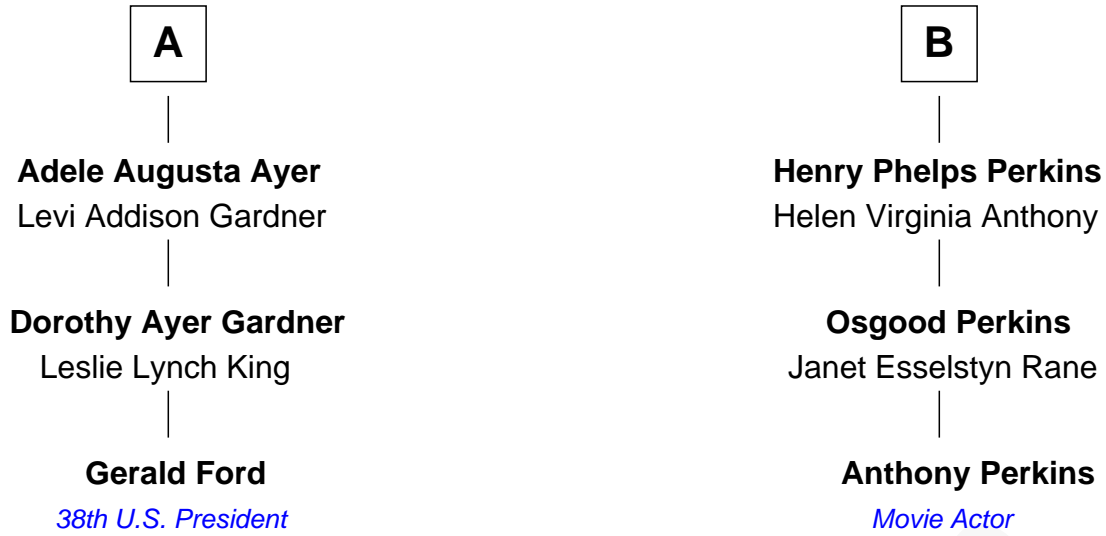 A
B
Adele Augusta Ayer
Levi Addison Gardner
Henry Phelps Perkins
Helen Virginia Anthony
Dorothy Ayer Gardner
Leslie Lynch King
Osgood Perkins
Janet Esselstyn Rane
Gerald Ford
38th U.S. President
Anthony Perkins
Movie Actor